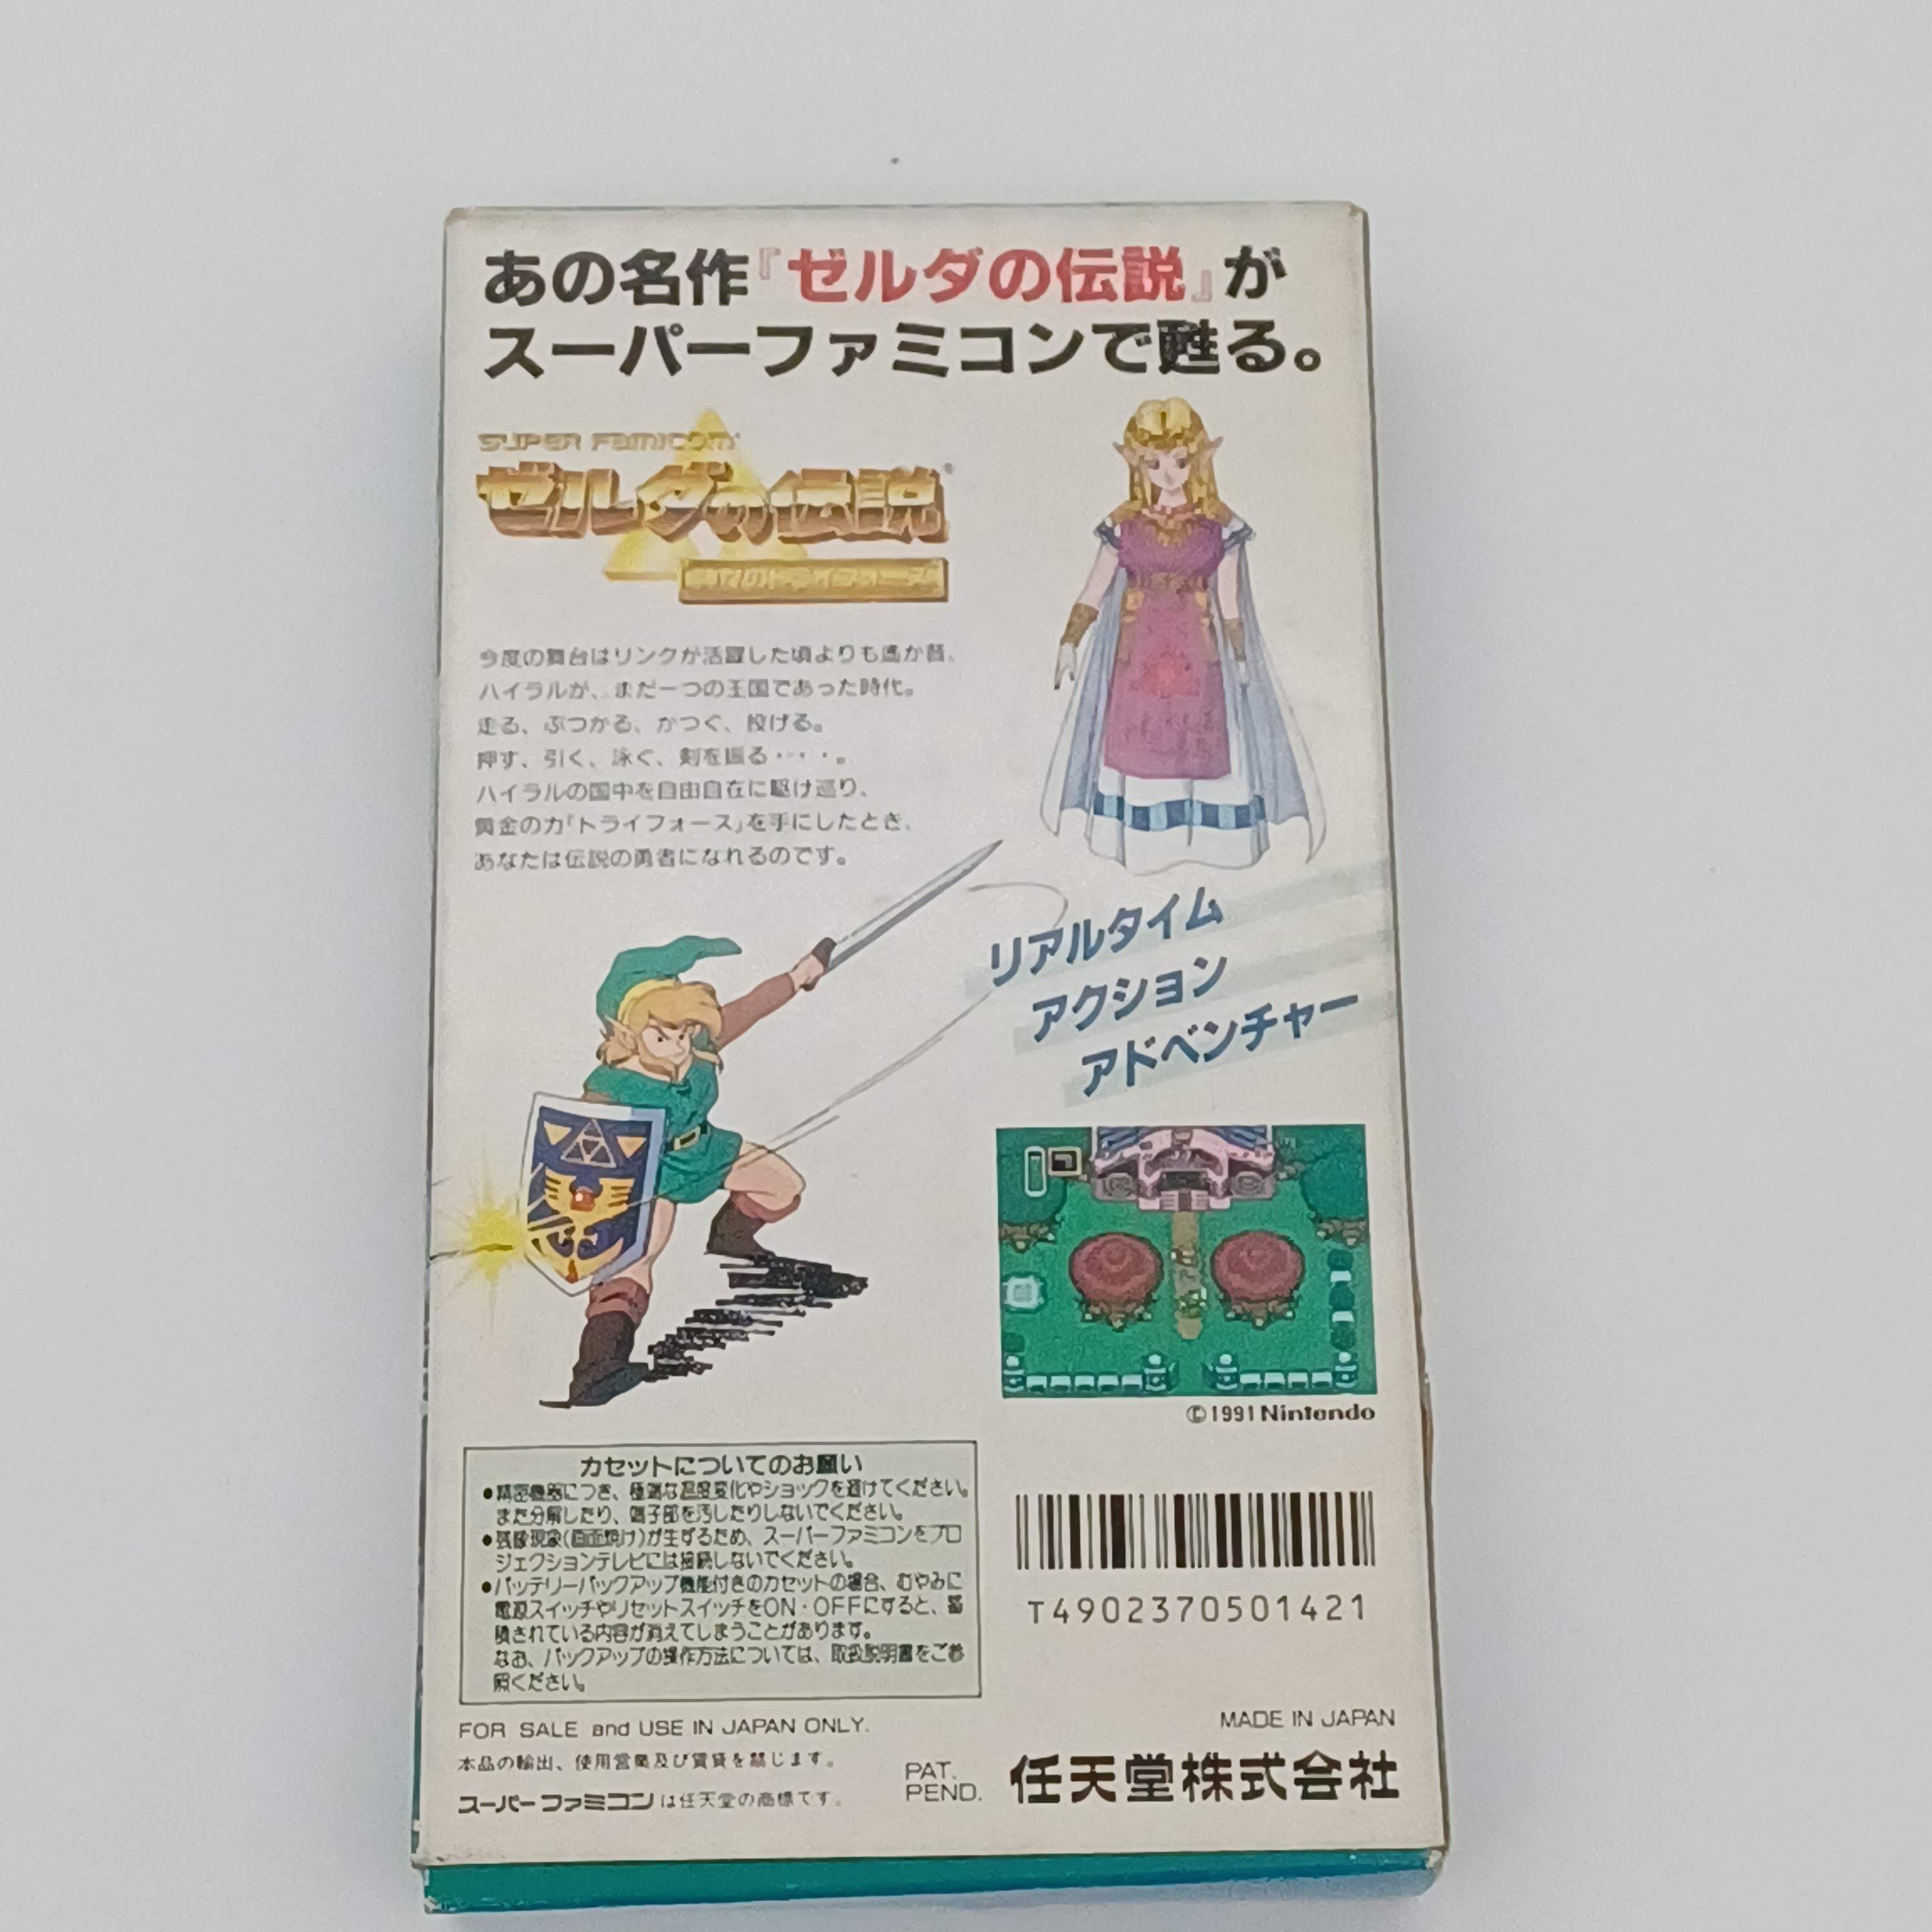 あの名作『ゼルダの伝説』が
スーパーファミコンで甦る。
SUPER FAMICOM
ゼルダの伝説
神々のトライフォース
今度の舞台はリンクが活躍した頃よりも遙か昔、
ハイラルが、まだ一つの王国であった時代。
走る、ぶつかる、かつぐ、投げる。
押す、引く、泳ぐ、剣を振る・・・。
ハイラルの国中を自由自在に駆け巡り、
黄金の力『トライフォース』を手にしたとき、
あなたは伝説の勇者になれるのです。
リアルタイム
アクション
アドベンチャー
©1991 Nintendo
カセットについてのお願い
●精密機器につき、極端な温度変化やショックを避けてください。
また分解したり、端子部を汚したりしないでください。
●残像現象(画面焼け)が生ずるため、スーパーファミコンをプロ
ジェクションテレビには接続しないでください。
●バッテリーバックアップ機能付きのカセットの場合、むやみに
電源スイッチやリセットスイッチをON・OFFにすると、蓄
積されている内容が消えてしまうことがあります。
なお、バックアップの操作方法については、取扱説明書をご参
照ください。
T4902370501421
FOR SALE and USE IN JAPAN ONLY.
本品の輸出、使用営業及び賃貸を禁じます。
スーパーファミコンは任天堂の商標です。
MADE IN JAPAN
PAT.
PEND.
任天堂株式会社